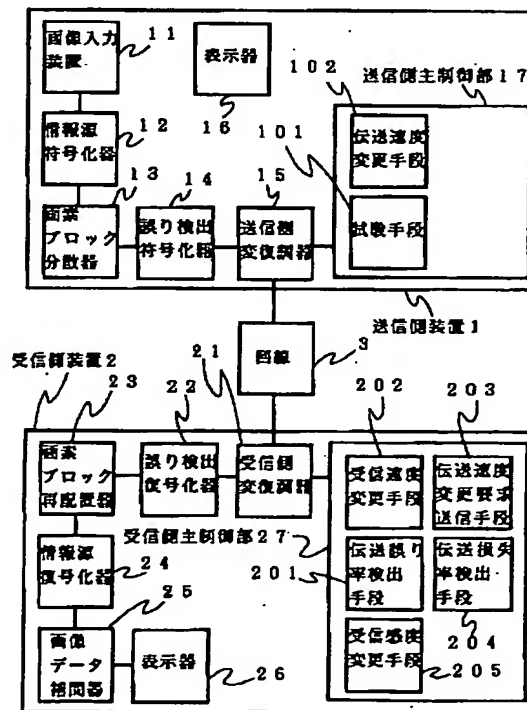 画像入力
装置
11
表示器
16
送信側主制御部17
102
伝送速度
変更手段
101
試験手段
情報源
符号化器
12
13
画素
ブロック
分散器
14
誤り検出
符号化器
15
送信側
変復調器
送信側装置1
回線
3
受信側装置2
23
画素
ブロック
再配置器
22
誤り検出
復号化器
21
受信側
変復調器
202
受信速度
変更手段
203
伝送速度
変更要求
送信手段
情報源
復号化器
24
受信側主制御部27
201
伝送誤り
率検出
手段
伝送損失
率検出
手段
204
25
画像
データ
補間器
表示器
26
受信感度
変更手段
205